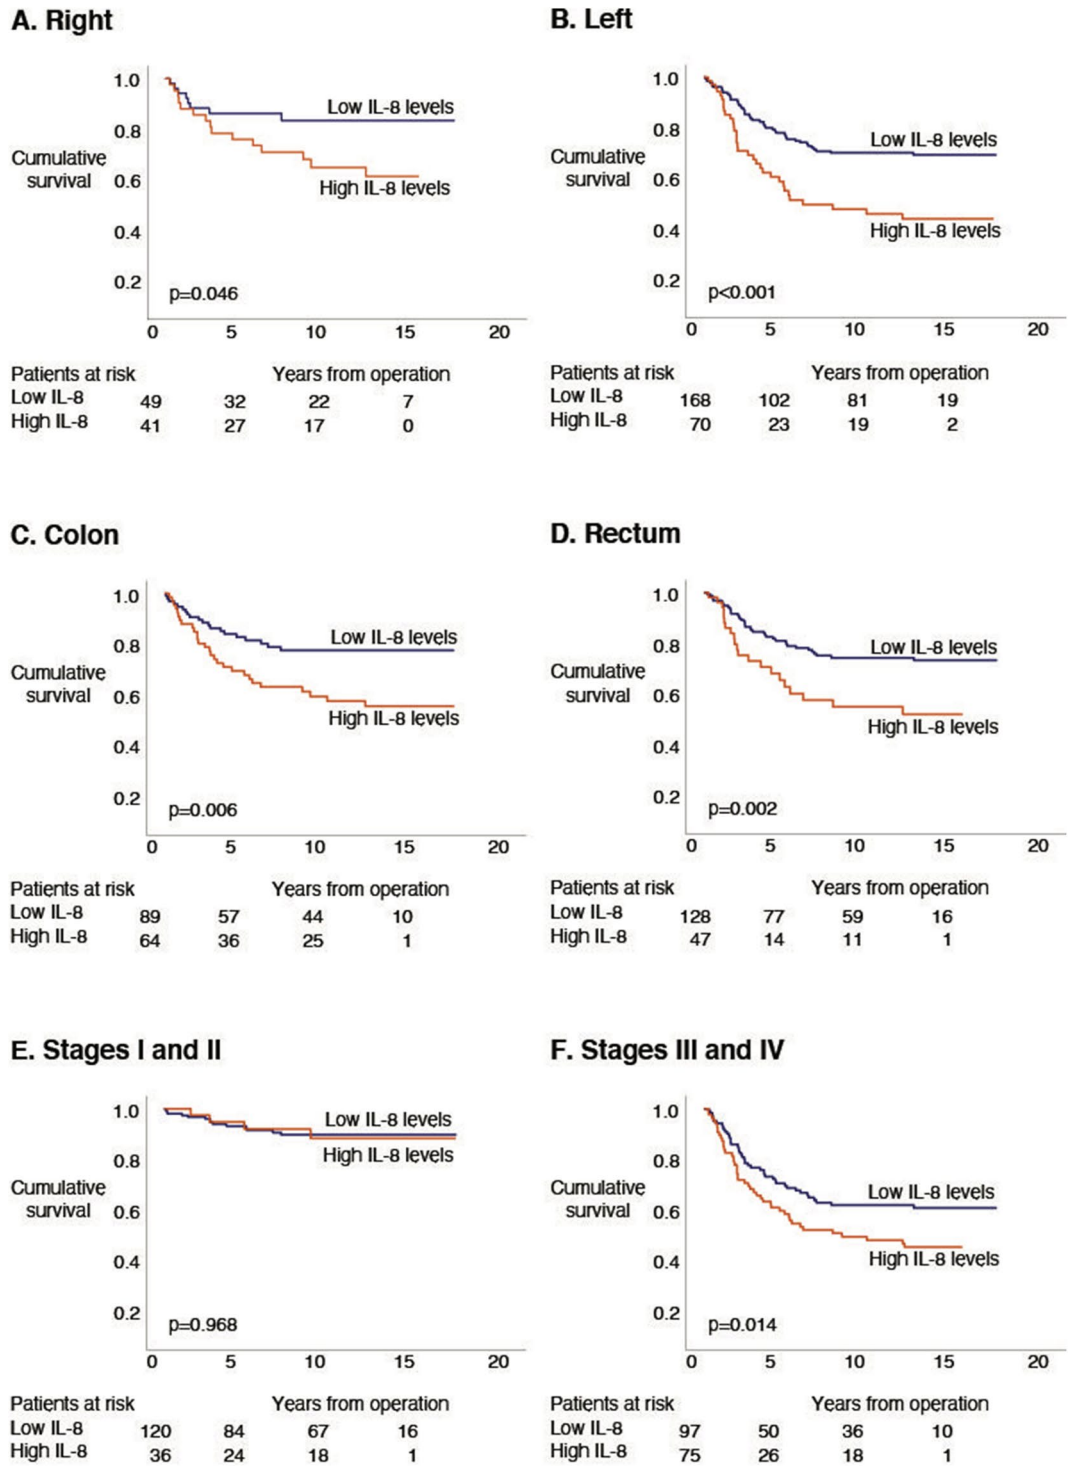 A. Right
1.0
0.8
0.6
0.4
0.2
Cumulative
survival
Low IL-8 levels
High IL-8 levels
p=0.046
0 5 10 15 20
Patients at risk Years from operation
Low IL-8 49 32 22 7
High IL-8 41 27 17 0
B. Left
1.0
0.8
0.6
0.4
0.2
Cumulative
survival
Low IL-8 levels
High IL-8 levels
p<0.001
0 5 10 15 20
Patients at risk Years from operation
Low IL-8 168 102 81 19
High IL-8 70 23 19 2
C. Colon
1.0
0.8
0.6
0.4
0.2
Cumulative
survival
Low IL-8 levels
High IL-8 levels
p=0.006
0 5 10 15 20
Patients at risk Years from operation
Low IL-8 89 57 44 10
High IL-8 64 36 25 1
D. Rectum
1.0
0.8
0.6
0.4
0.2
Cumulative
survival
Low IL-8 levels
High IL-8 levels
p=0.002
0 5 10 15 20
Patients at risk Years from operation
Low IL-8 128 77 59 16
High IL-8 47 14 11 1
E. Stages I and II
1.0
0.8
0.6
0.4
0.2
Cumulative
survival
Low IL-8 levels
High IL-8 levels
p=0.968
0 5 10 15 20
Patients at risk Years from operation
Low IL-8 120 84 67 16
High IL-8 36 24 18 1
F. Stages III and IV
1.0
0.8
0.6
0.4
0.2
Cumulative
survival
Low IL-8 levels
High IL-8 levels
p=0.014
0 5 10 15 20
Patients at risk Years from operation
Low IL-8 97 50 36 10
High IL-8 75 26 18 1